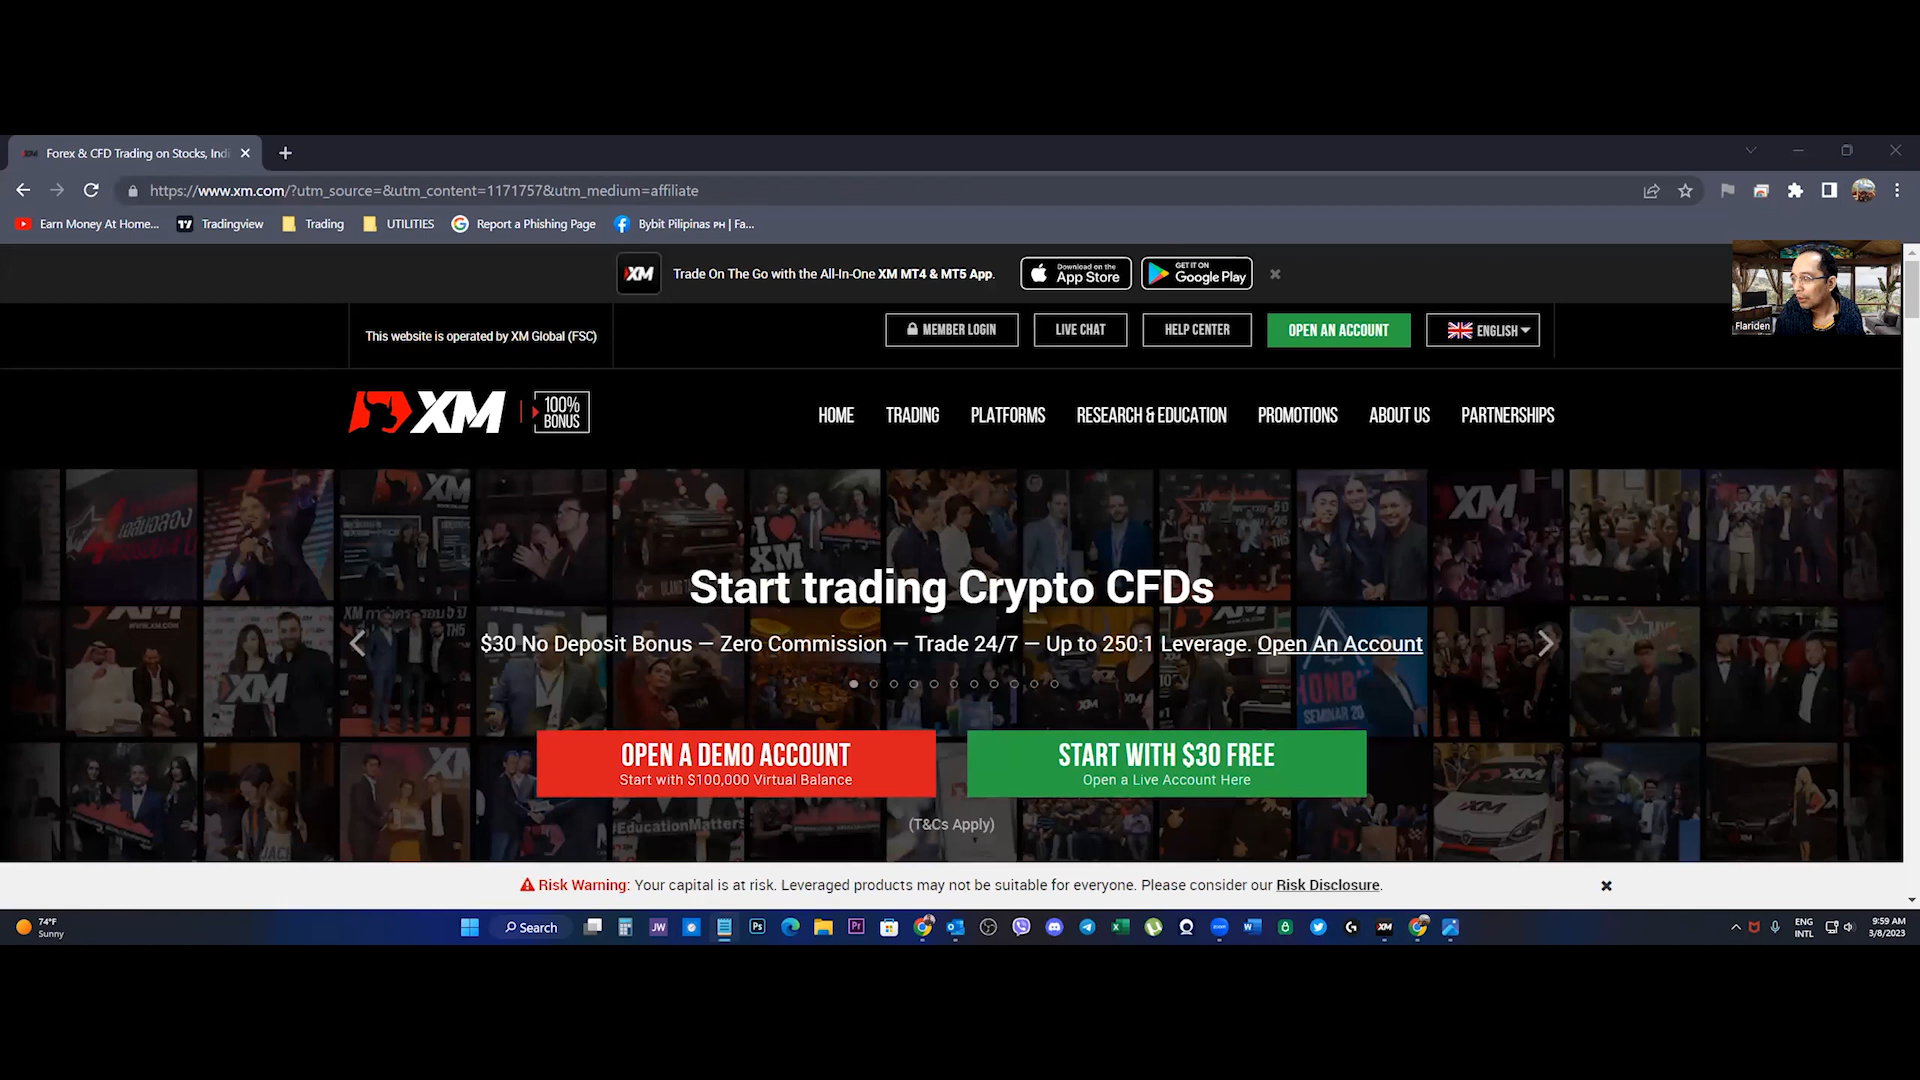 Forex & CFD Trading on Stocks, Indi
https://www.xm.com/?utm_source=&utm_content=1171757&utm_medium=affiliate
Earn Money At Home...
Tradingview
Trading
UTILITIES
Report a Phishing Page
Bybit Pilipinas PH | Fa...
XM
Trade On The Go with the All-In-One XM MT4 & MT5 App.
Download on the
App Store
GET IT ON
Google Play
Flariden
This website is operated by XM Global (FSC)
MEMBER LOGIN
LIVE CHAT
HELP CENTER
OPEN AN ACCOUNT
ENGLISH
XM
100%
BONUS
HOME
TRADING
PLATFORMS
RESEARCH & EDUCATION
PROMOTIONS
ABOUT US
PARTNERSHIPS
Start trading Crypto CFDs
$30 No Deposit Bonus — Zero Commission — Trade 24/7 — Up to 250:1 Leverage. Open An Account
OPEN A DEMO ACCOUNT
Start with $100,000 Virtual Balance
START WITH $30 FREE
Open a Live Account Here
(T&Cs Apply)
#EducationMatters
Risk Warning: Your capital is at risk. Leveraged products may not be suitable for everyone. Please consider our Risk Disclosure.
74°F
Sunny
Search
ENG
INTL
9:59 AM
3/8/2023